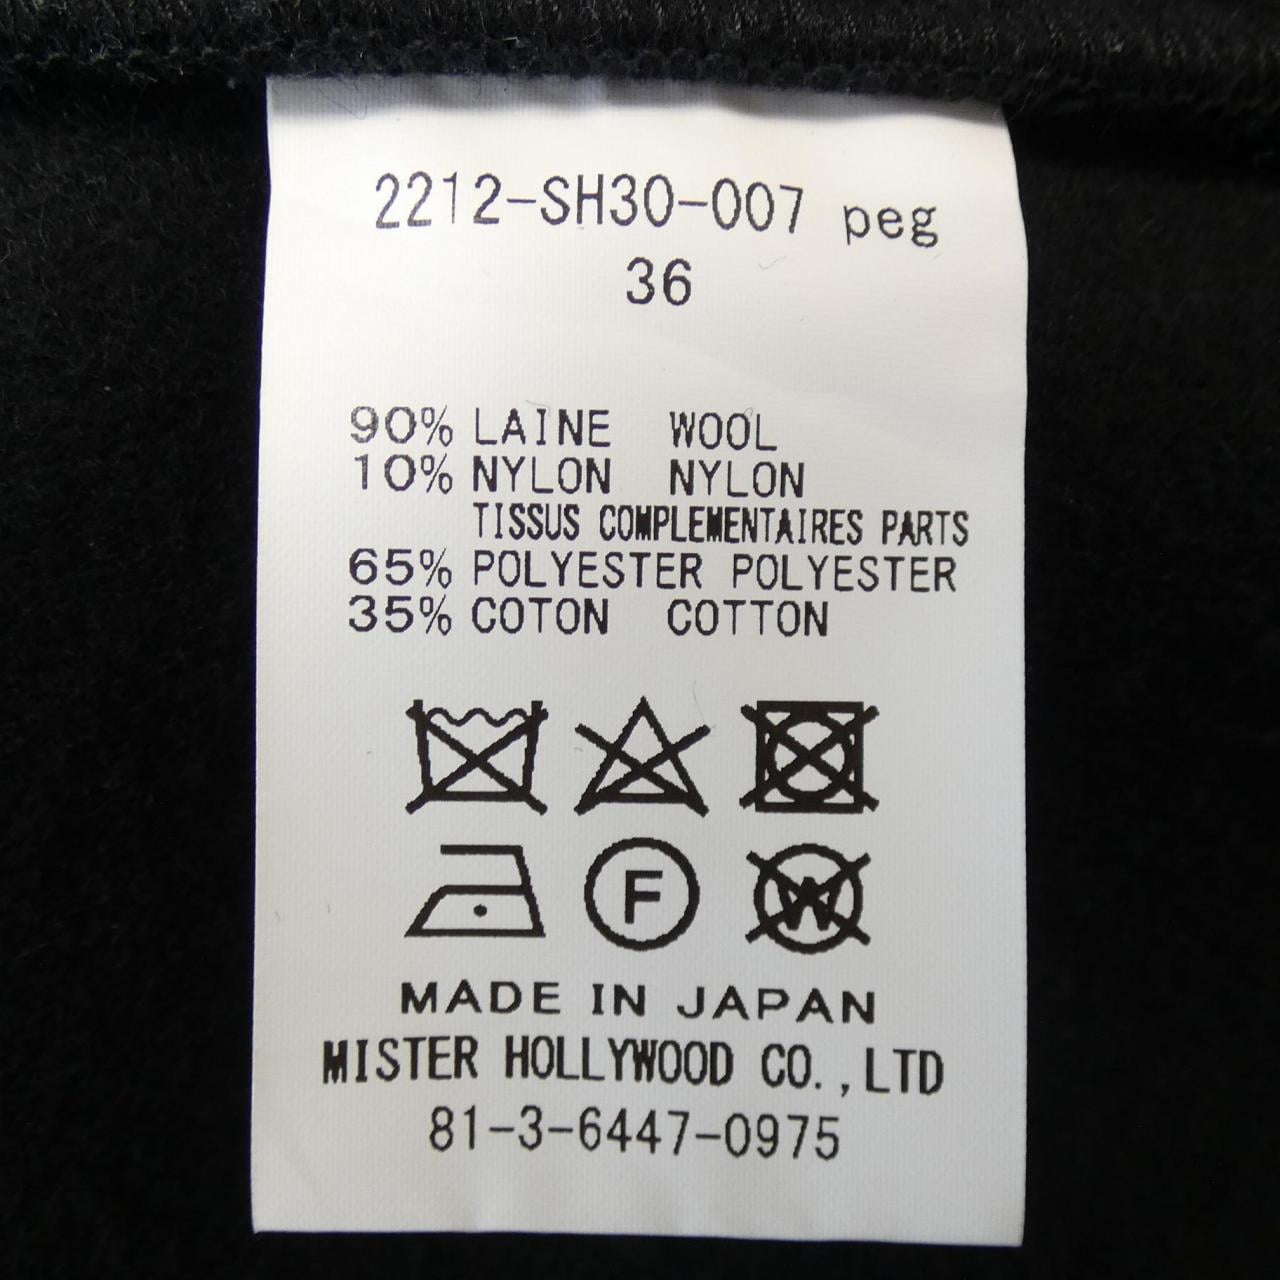 2212-SH30-007 peg
36
90% LAINE WOOL
10% NYLON NYLON
TISSUS COMPLEMENTAIRES PARTS
65% POLYESTER POLYESTER
35% COTON COTTON
F W
MADE IN JAPAN
MISTER HOLLYWOOD CO.,LTD
81-3-6447-0975